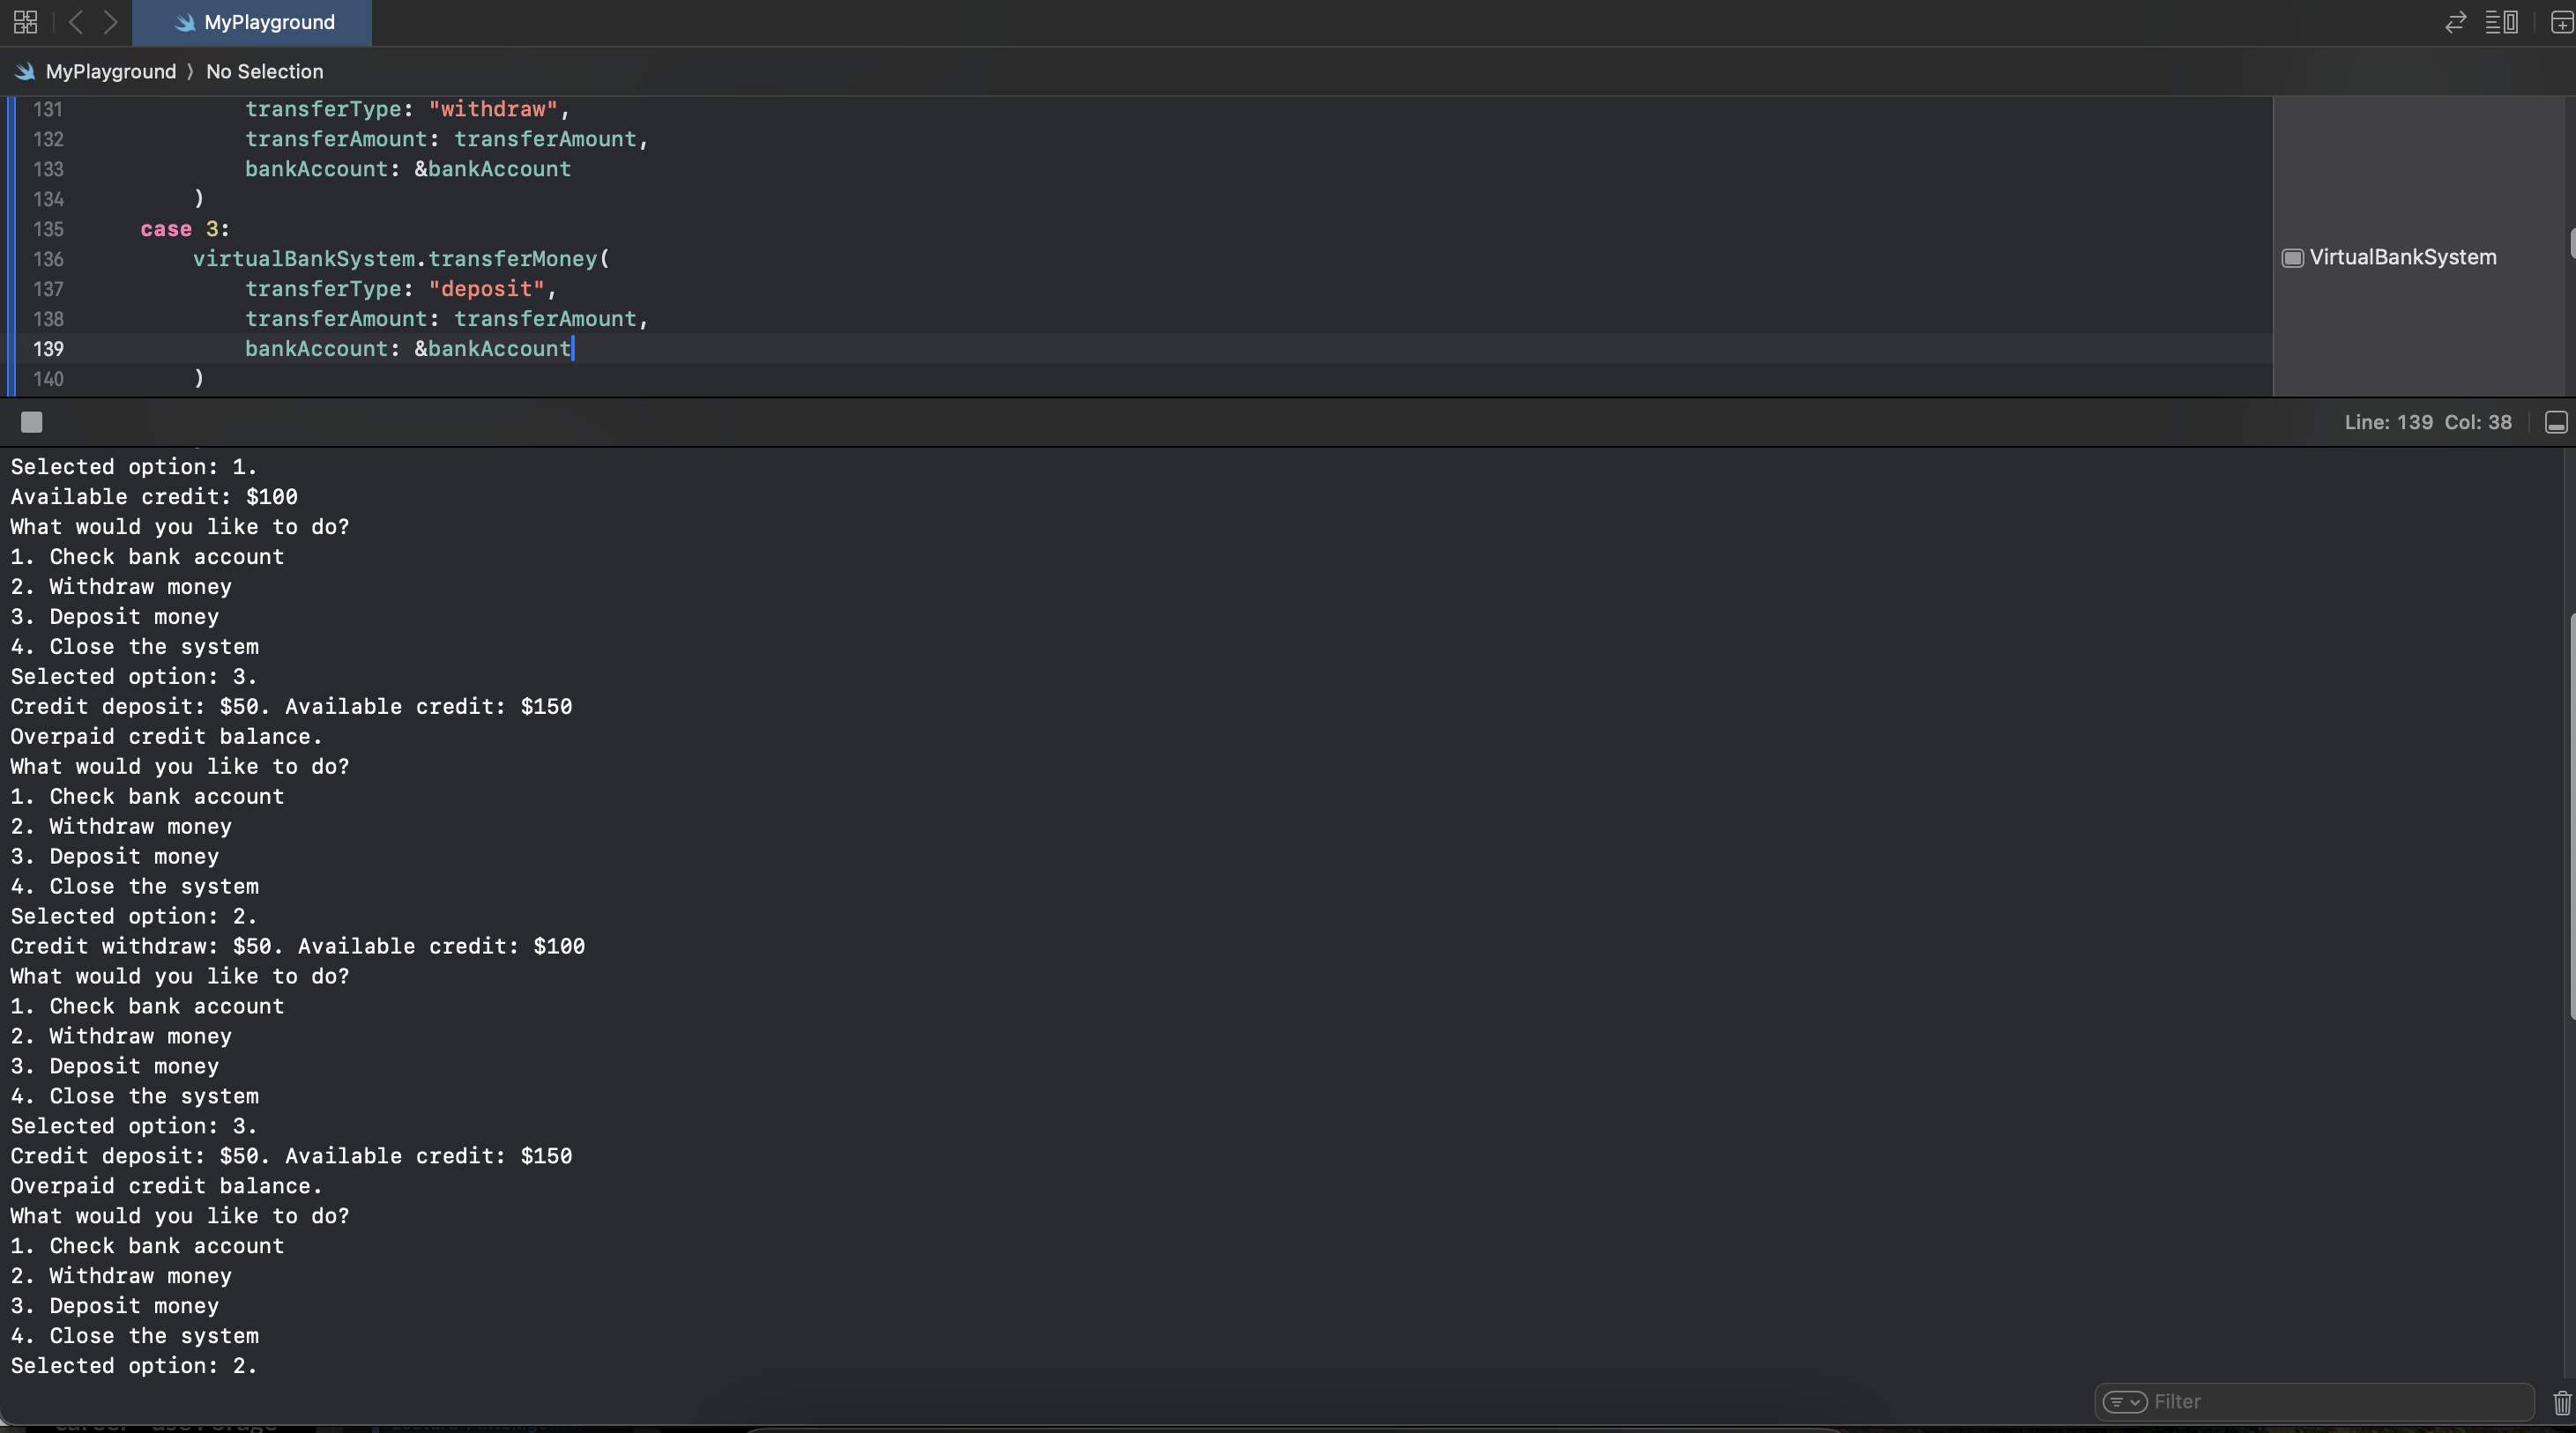 MyPlayground
MyPlayground 〉 No Selection
131 transferType: "withdraw",
132 transferAmount: transferAmount,
133 bankAccount: &bankAccount
134 )
135 case 3:
136 virtualBankSystem.transferMoney(
VirtualBankSystem
137 transferType: "deposit",
138 transferAmount: transferAmount,
139 bankAccount: &bankAccount
140 )
Line: 139 Col: 38
Selected option: 1.
Available credit: $100
What would you like to do?
1. Check bank account
2. Withdraw money
3. Deposit money
4. Close the system
Selected option: 3.
Credit deposit: $50. Available credit: $150
Overpaid credit balance.
What would you like to do?
1. Check bank account
2. Withdraw money
3. Deposit money
4. Close the system
Selected option: 2.
Credit withdraw: $50. Available credit: $100
What would you like to do?
1. Check bank account
2. Withdraw money
3. Deposit money
4. Close the system
Selected option: 3.
Credit deposit: $50. Available credit: $150
Overpaid credit balance.
What would you like to do?
1. Check bank account
2. Withdraw money
3. Deposit money
4. Close the system
Selected option: 2.
Filter